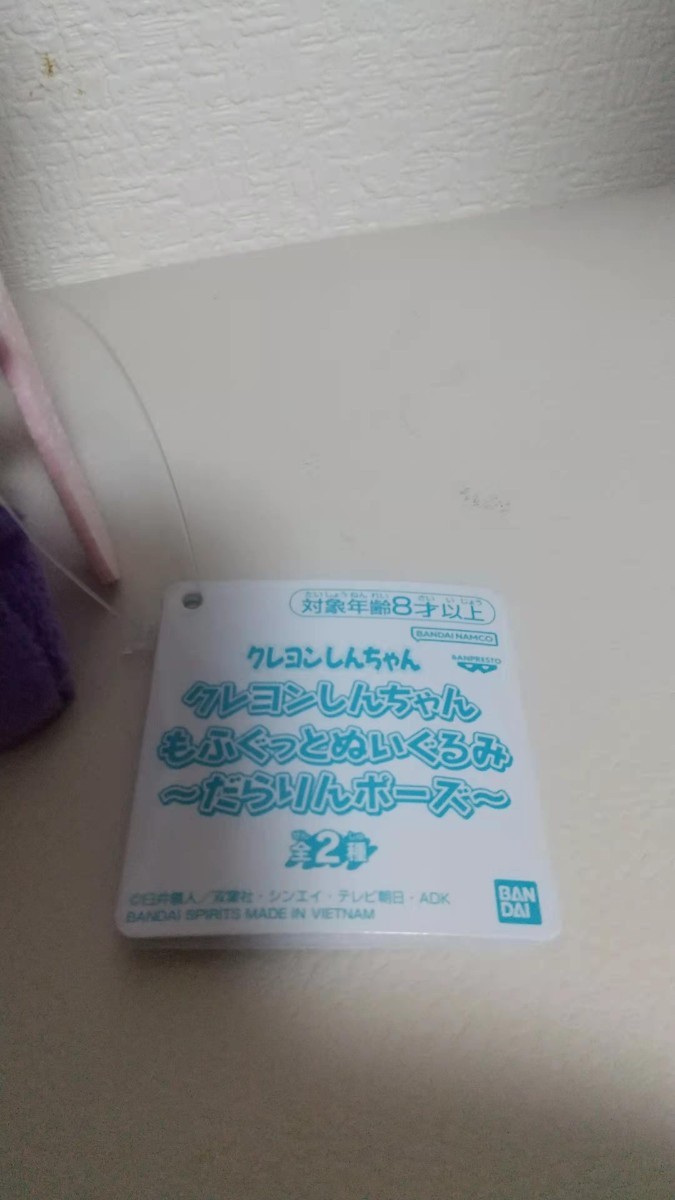 たいしょうねんれい さい いじょう
対象年齢8才以上
BANDAI NAMCO
BANPRESTO
クレヨンしんちゃん
クレヨンしんちゃん
もふぐっとぬいぐるみ
〜だらりんポーズ〜
全2種
©臼井儀人/双葉社・シンエイ・テレビ朝日・ADK
BANDAI SPIRITS MADE IN VIETNAM
BAN
DAI